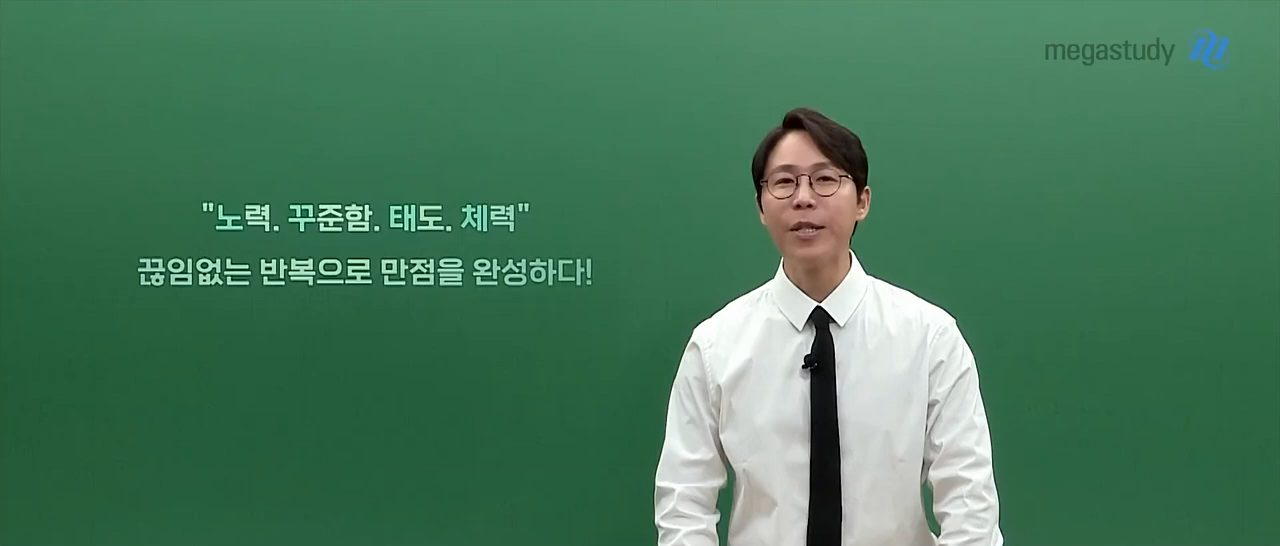 megastudy
"노력. 꾸준함. 태도. 체력"
끊임없는 반복으로 만점을 완성하다!